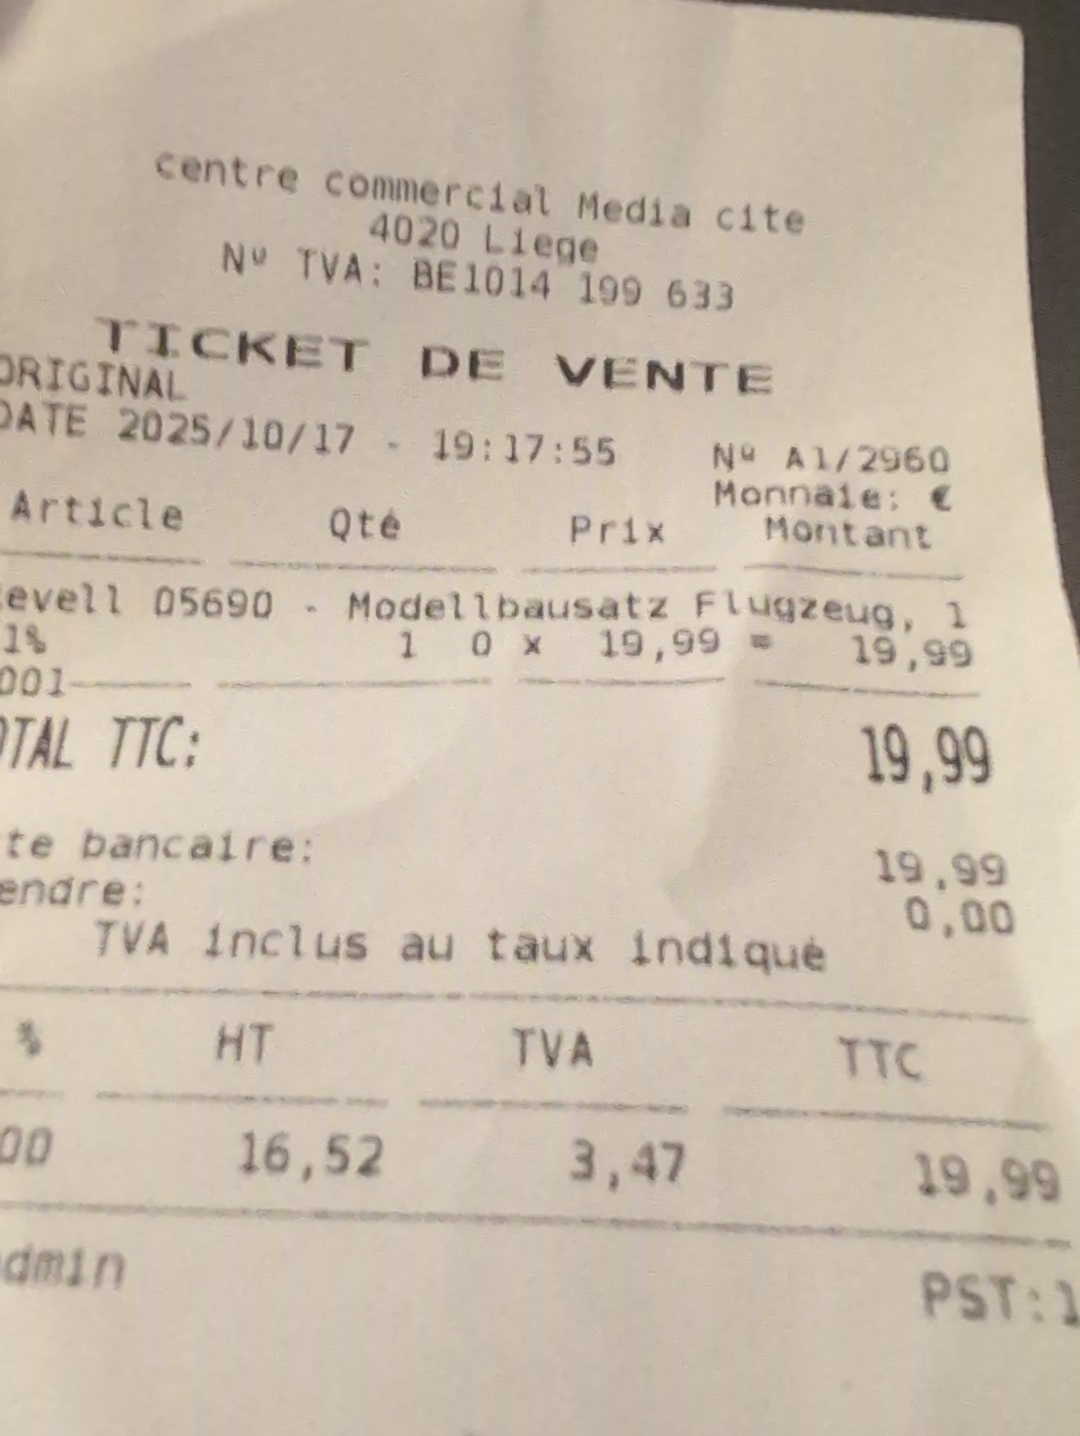 centre commercial Media cite
4020 Liege
Nº TVA: BE1014 199 633
TICKET DE VENTE
ORIGINAL
DATE 2025/10/17 - 19:17:55 Nº A1/2960
Monnaie: €
Article Qté Prix Montant
evell 05690 - Modellbausatz Flugzeug, 1
1% 1 0 x 19,99 = 19,99
001
OTAL TTC: 19,99
te bancaire: 19,99
endre: 0,00
TVA inclus au taux indiqué
% HT TVA TTC
00 16,52 3,47 19,99
dmin PST:1